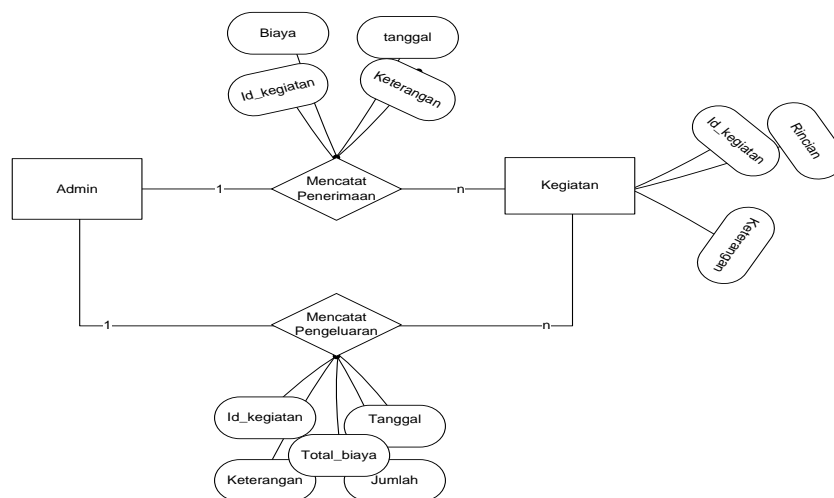 Biaya
tanggal
Id_kegiatan
Keterangan
Id_kegiatan
Rincian
Admin
1
Mencatat
Penerimaan
n
Kegiatan
Keterangan
1
Mencatat
Pengeluaran
n
Id_kegiatan
Tanggal
Total_biaya
Keterangan
Jumlah